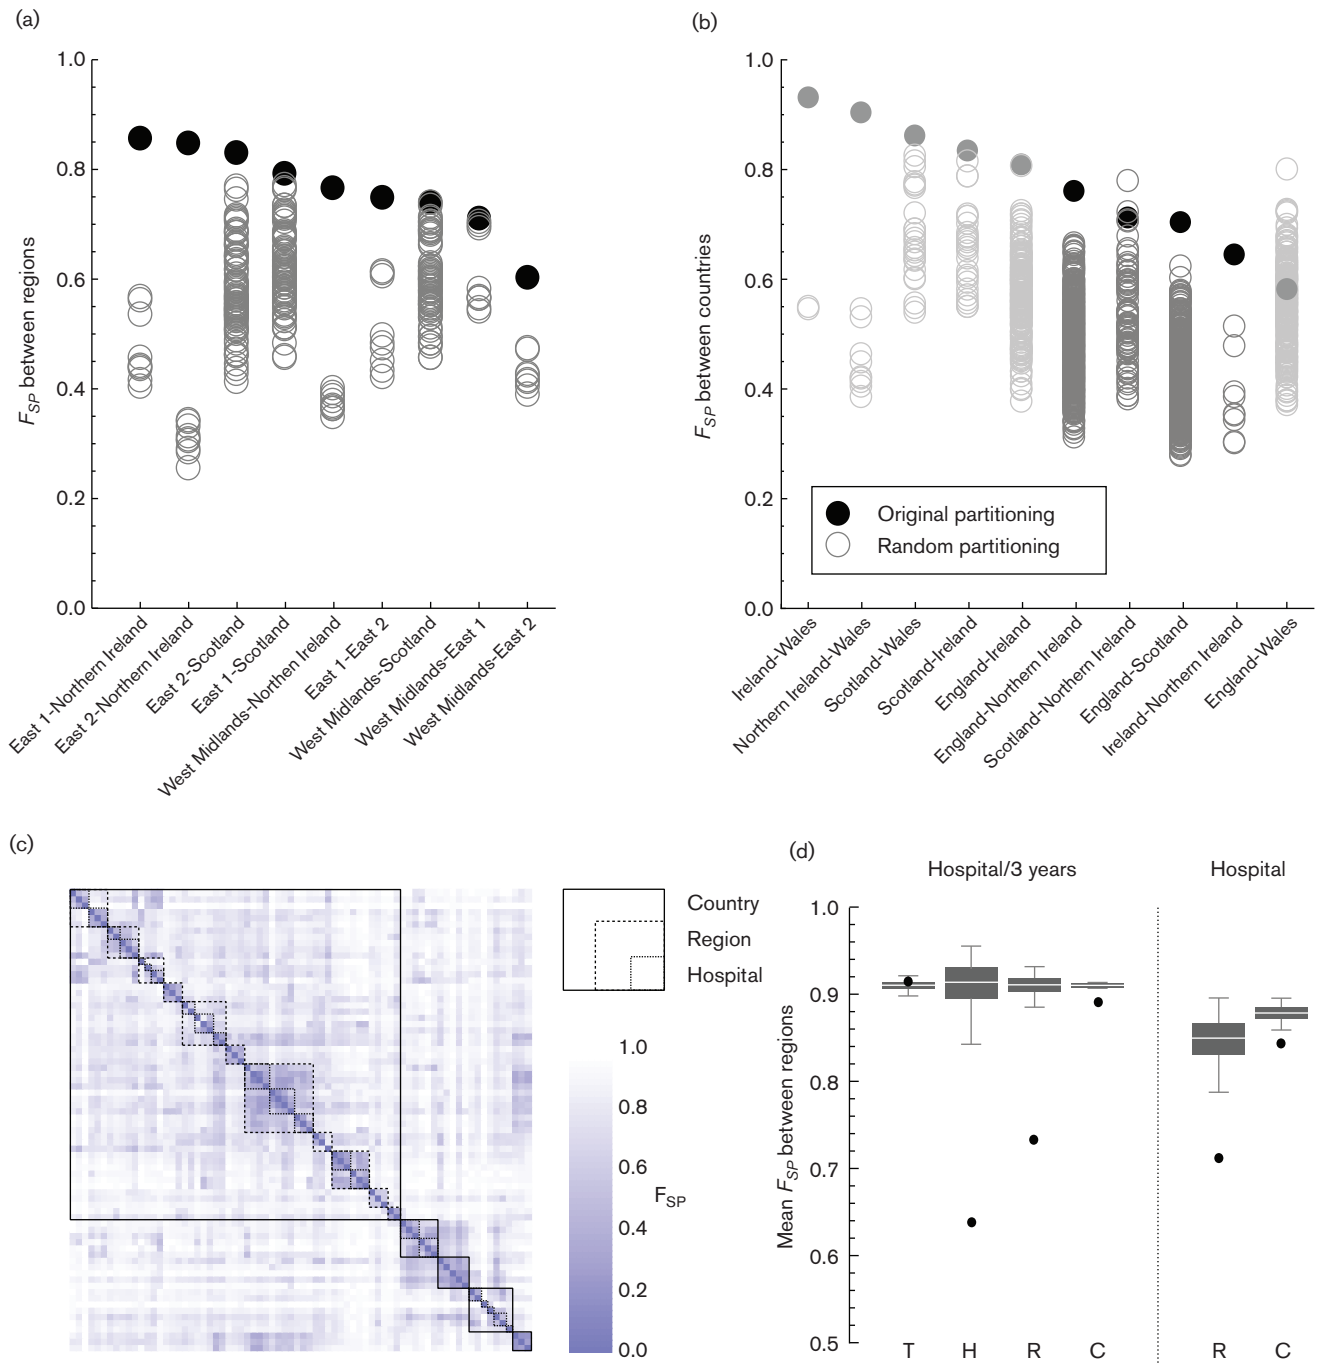 (a)
F_SP between regions
1.0
0.8
0.6
0.4
0.2
0.0
East 1-Northern Ireland
East 2-Northern Ireland
East 2-Scotland
East 1-Scotland
West Midlands-Northen Ireland
East 1-East 2
West Midlands-Scotland
West Midlands-East 1
West Midlands-East 2
(b)
F_SP between countries
1.0
0.8
0.6
0.4
0.2
0.0
Original partitioning
Random partitioning
Ireland-Wales
Northern Ireland-Wales
Scotland-Wales
Scotland-Ireland
England-Ireland
England-Northern Ireland
Scotland-Northern Ireland
England-Scotland
Ireland-Northern Ireland
England-Wales
(c)
Country
Region
Hospital
1.0
0.8
0.6
0.4
0.2
0.0
F_SP
(d)
Hospital/3 years
Hospital
Mean F_SP between regions
1.0
0.9
0.8
0.7
0.6
0.5
T H R C R C